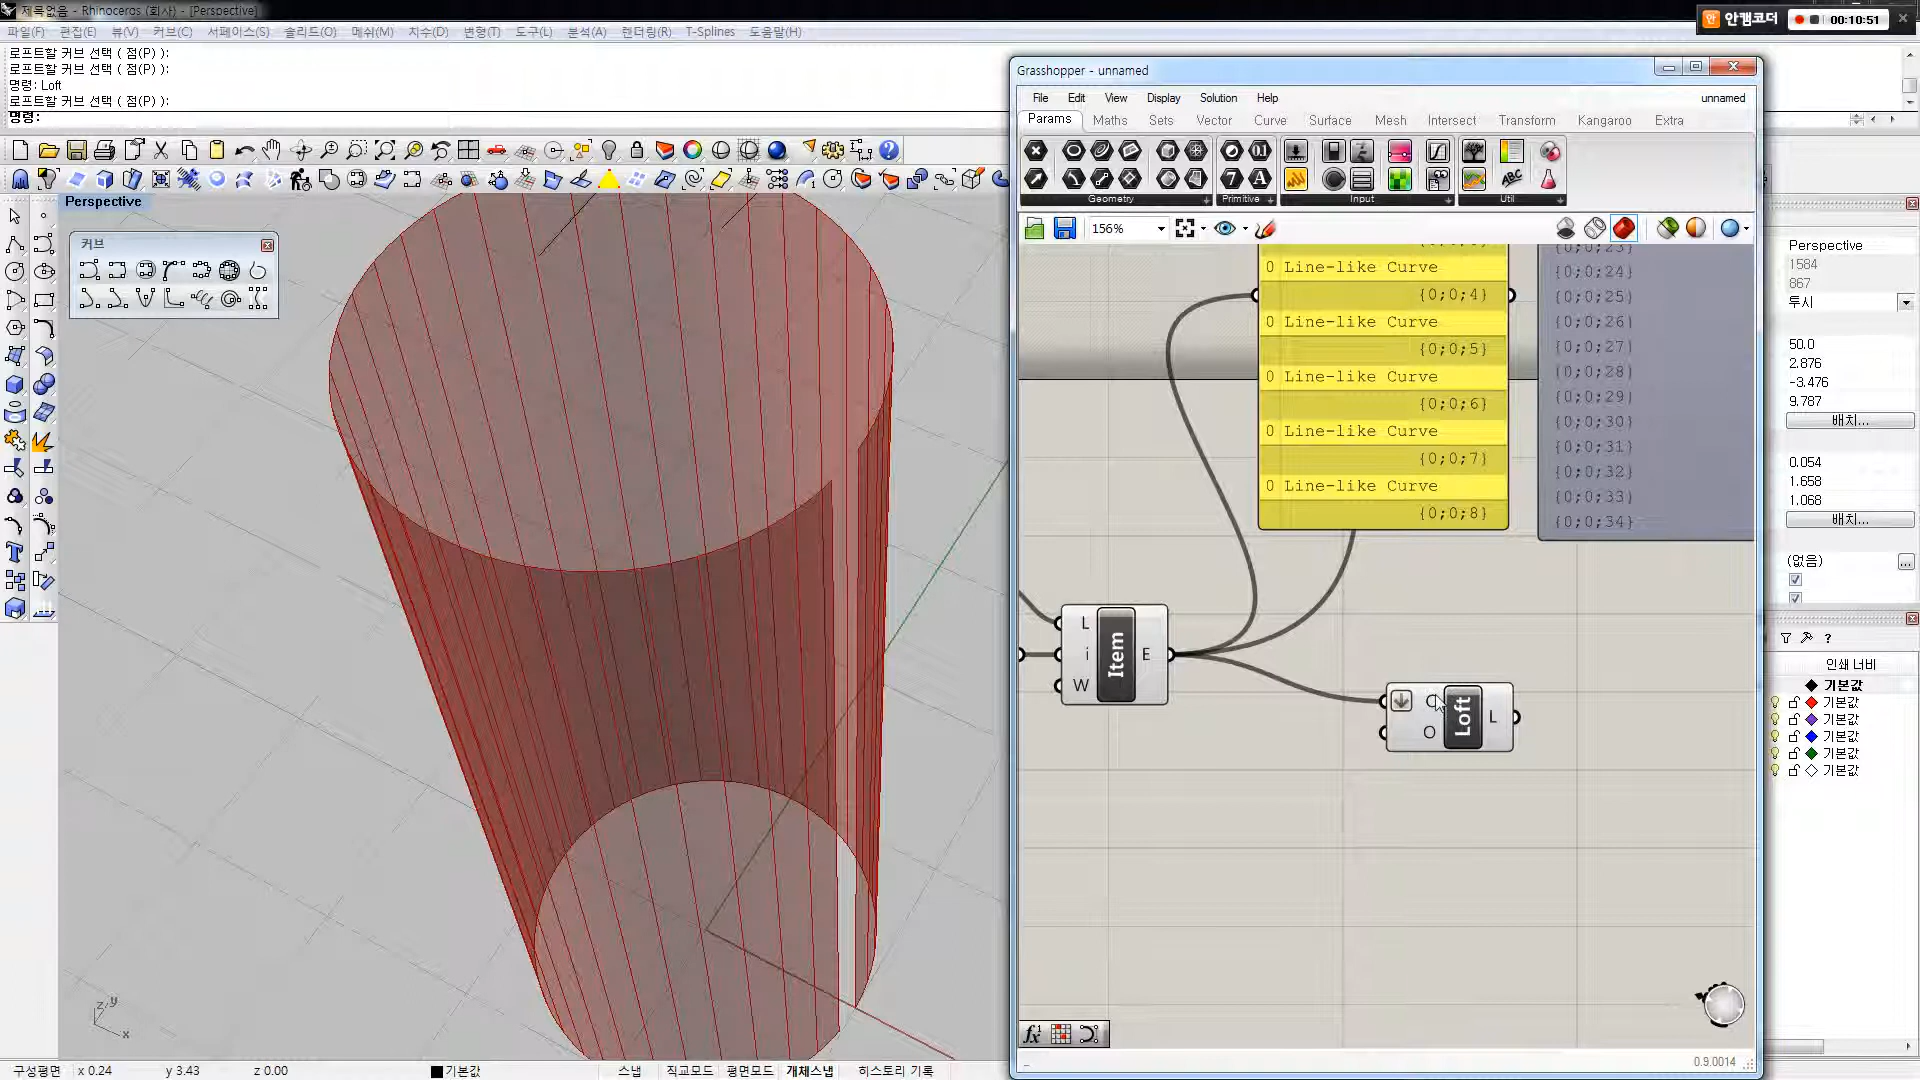 제목없음 - Rhinoceros (회사) - [Perspective]
안캠코더
00:10:51
파일(F) 편집(E) 뷰(V) 커브(C) 서페이스(S) 솔리드(O) 메쉬(M) 치수(D) 변형(T) 도구(L) 분석(A) 렌더링(R) T-Splines 도움말(H)
로프트할 커브 선택 ( 점(P) ):
로프트할 커브 선택 ( 점(P) ):
명령: Loft
로프트할 커브 선택 ( 점(P) ):
명령:
Perspective
커브
Grasshopper - unnamed
File Edit View Display Solution Help
unnamed
Params Maths Sets Vector Curve Surface Mesh Intersect Transform Kangaroo Extra
Geometry
Primitive
Input
Util
156%
0 Line-like Curve
{0;0;4}
0 Line-like Curve
{0;0;5}
0 Line-like Curve
{0;0;6}
0 Line-like Curve
{0;0;7}
0 Line-like Curve
{0;0;8}
{0;0;23}
{0;0;24}
{0;0;25}
{0;0;26}
{0;0;27}
{0;0;28}
{0;0;29}
{0;0;30}
{0;0;31}
{0;0;32}
{0;0;33}
{0;0;34}
L
i
W
Item
E
C
O
Loft
L
0.9.0014
Perspective
1584
867
투시
50.0
2.876
-3.476
9.787
배치...
0.054
1.658
1.068
배치...
(없음)
인쇄 너비
기본값
기본값
기본값
기본값
기본값
기본값
z y
x
구성평면 x 0.24 y 3.43 z 0.00 기본값 스냅 직교모드 평면모드 개체스냅 히스토리 기록